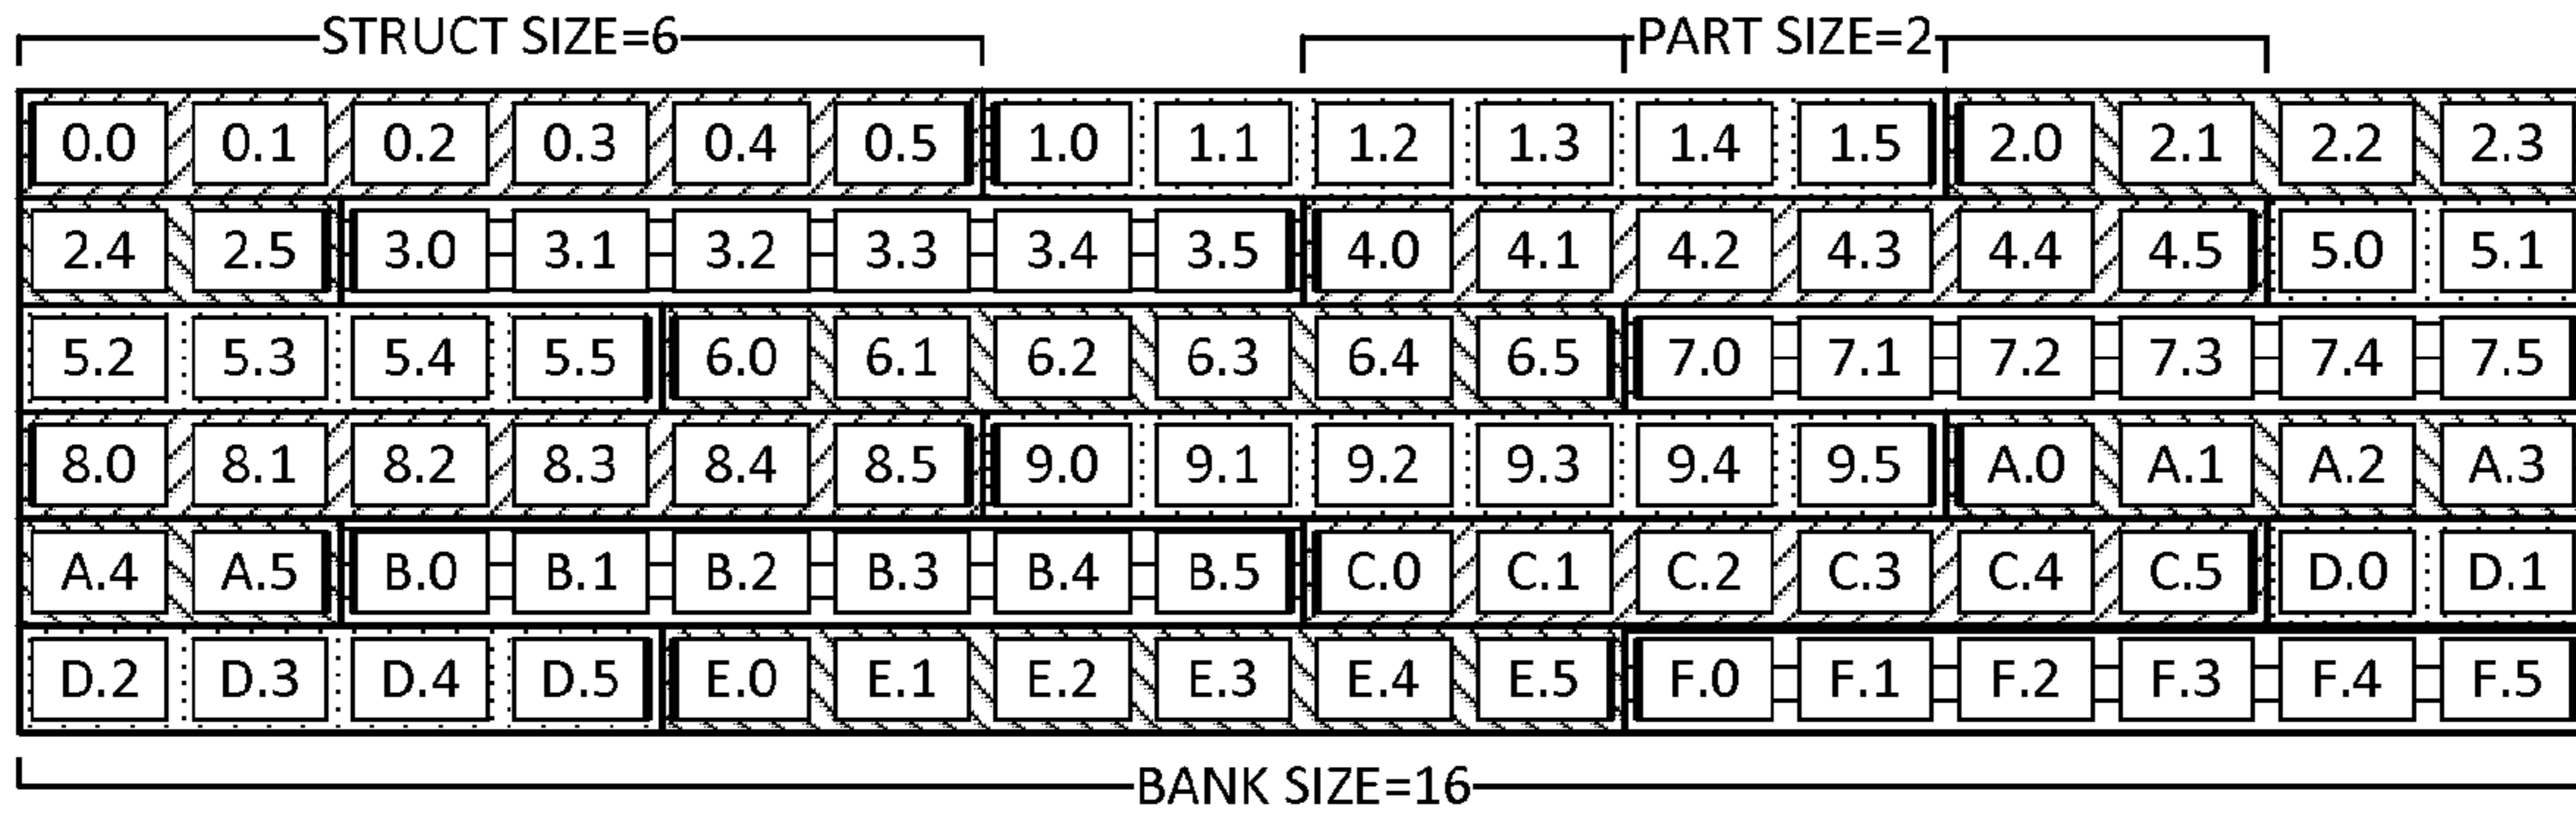 STRUCT SIZE=6 PART SIZE=2
0.0 0.1 0.2 0.3 0.4 0.5 1.0 1.1 1.2 1.3 1.4 1.5 2.0 2.1 2.2 2.3
2.4 2.5 3.0 3.1 3.2 3.3 3.4 3.5 4.0 4.1 4.2 4.3 4.4 4.5 5.0 5.1
5.2 5.3 5.4 5.5 6.0 6.1 6.2 6.3 6.4 6.5 7.0 7.1 7.2 7.3 7.4 7.5
8.0 8.1 8.2 8.3 8.4 8.5 9.0 9.1 9.2 9.3 9.4 9.5 A.0 A.1 A.2 A.3
A.4 A.5 B.0 B.1 B.2 B.3 B.4 B.5 C.0 C.1 C.2 C.3 C.4 C.5 D.0 D.1
D.2 D.3 D.4 D.5 E.0 E.1 E.2 E.3 E.4 E.5 F.0 F.1 F.2 F.3 F.4 F.5
BANK SIZE=16